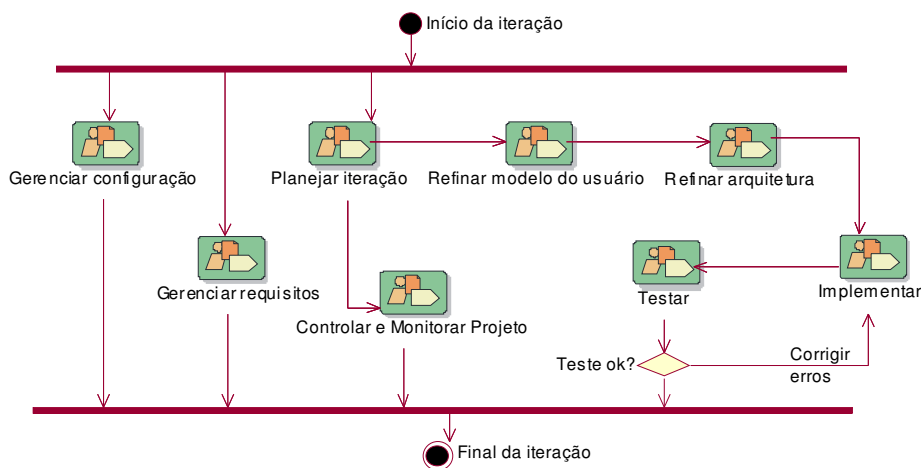 Início da iteração
Gerenciar configuração
Planejar iteração
Refinar modelo do usuário
Refinar arquitetura
Gerenciar requisitos
Testar
Implementar
Controlar e Monitorar Projeto
Teste ok?
Corrigir
erros
Final da iteração